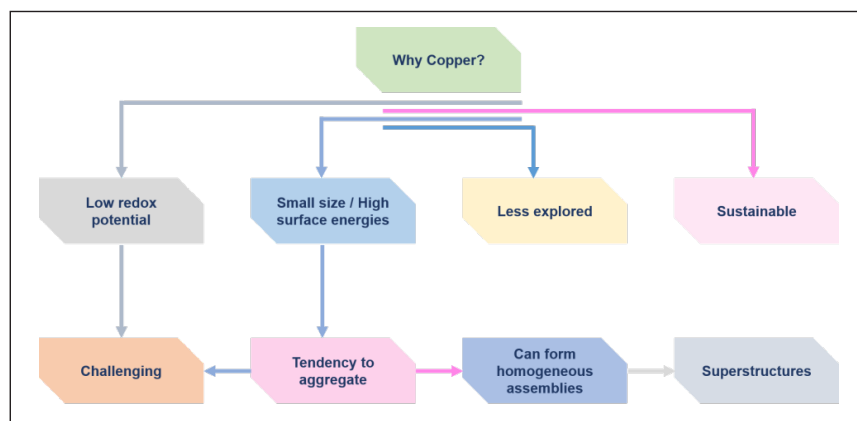 Why Copper?
Low redox
potential
Small size / High
surface energies
Less explored
Sustainable
Challenging
Tendency to
aggregate
Can form
homogeneous
assemblies
Superstructures